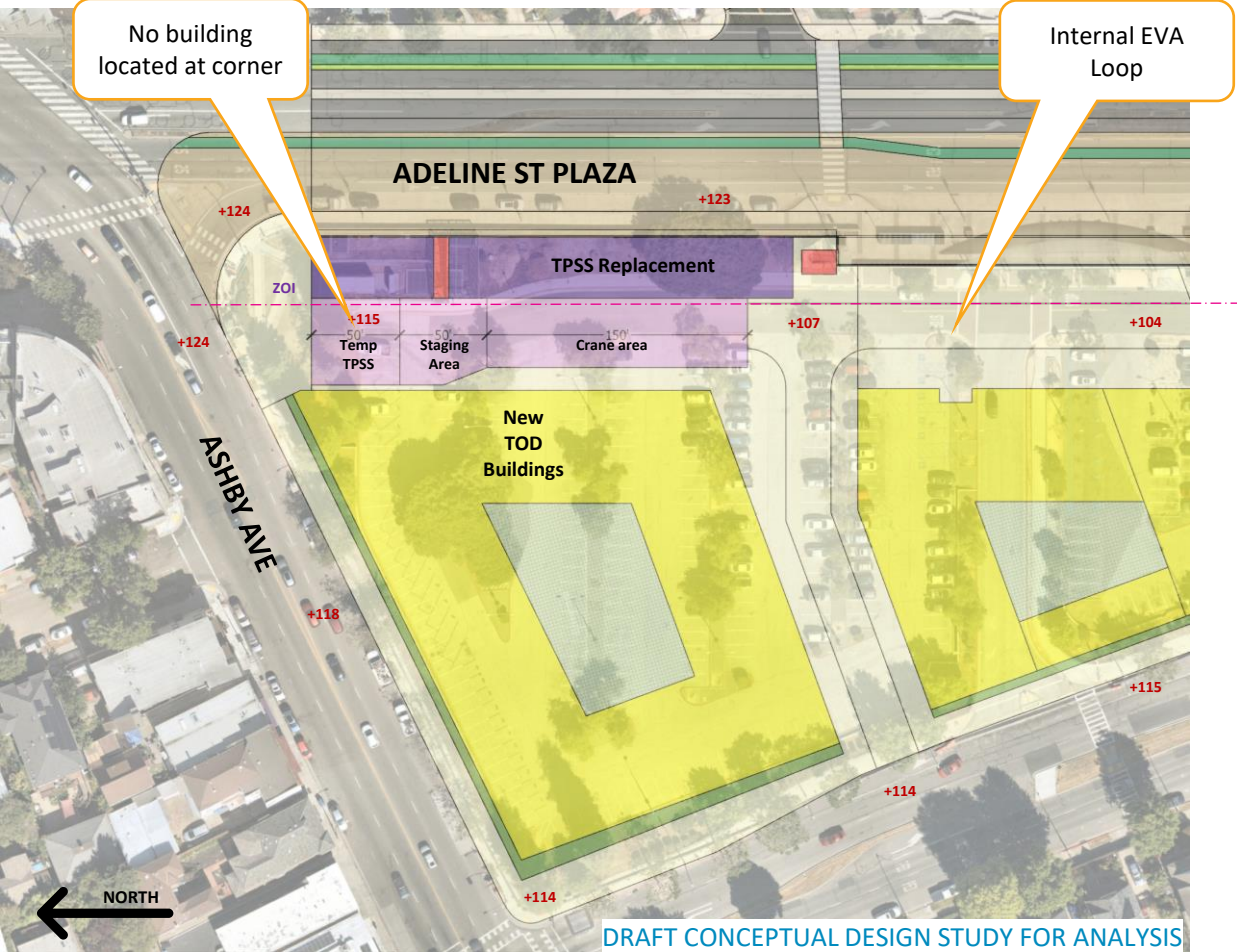 No building
located at corner
Internal EVA
Loop
ADELINE ST PLAZA
+124
+123
TPSS Replacement
ZOI
+115
+107
+104
+124
50'
50'
150'
Temp
TPSS
Staging
Area
Crane area
New
TOD
Buildings
ASHBY AVE
+118
+115
+114
+114
NORTH
DRAFT CONCEPTUAL DESIGN STUDY FOR ANALYSIS